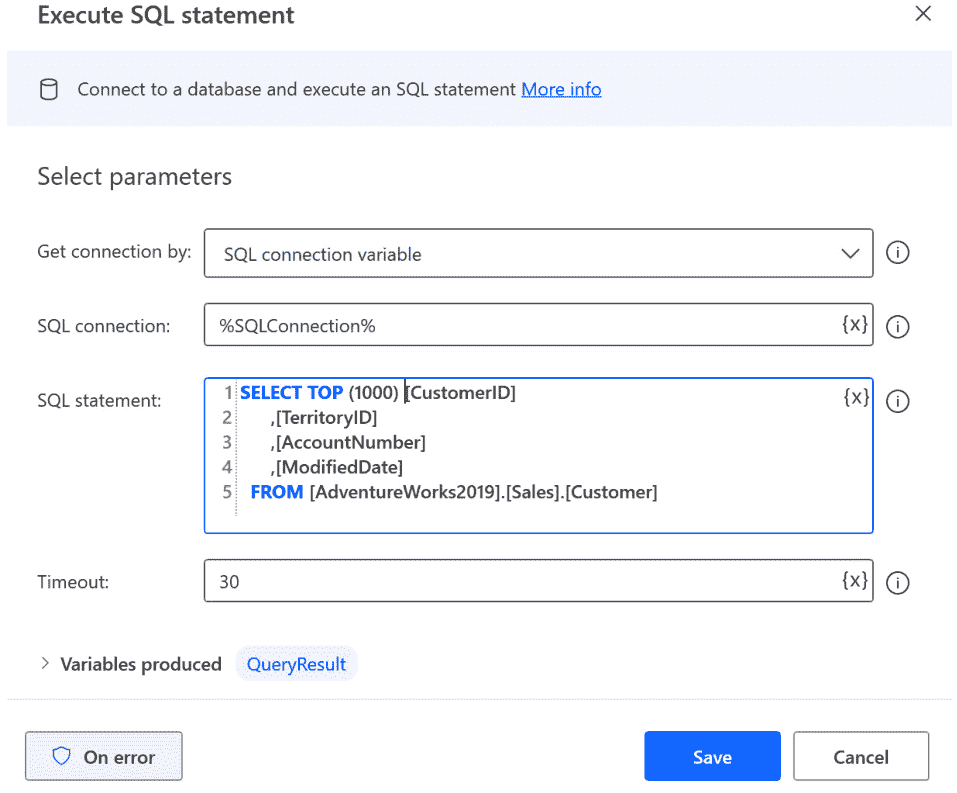 Execute SQL statement
Connect to a database and execute an SQL statement More info
Select parameters
Get connection by: SQL connection variable
SQL connection: %SQLConnection% {x}
SQL statement: {x}
1 SELECT TOP (1000) [CustomerID]
2 ,[TerritoryID]
3 ,[AccountNumber]
4 ,[ModifiedDate]
5 FROM [AdventureWorks2019].[Sales].[Customer]
Timeout: 30 {x}
Variables produced QueryResult
On error Save Cancel